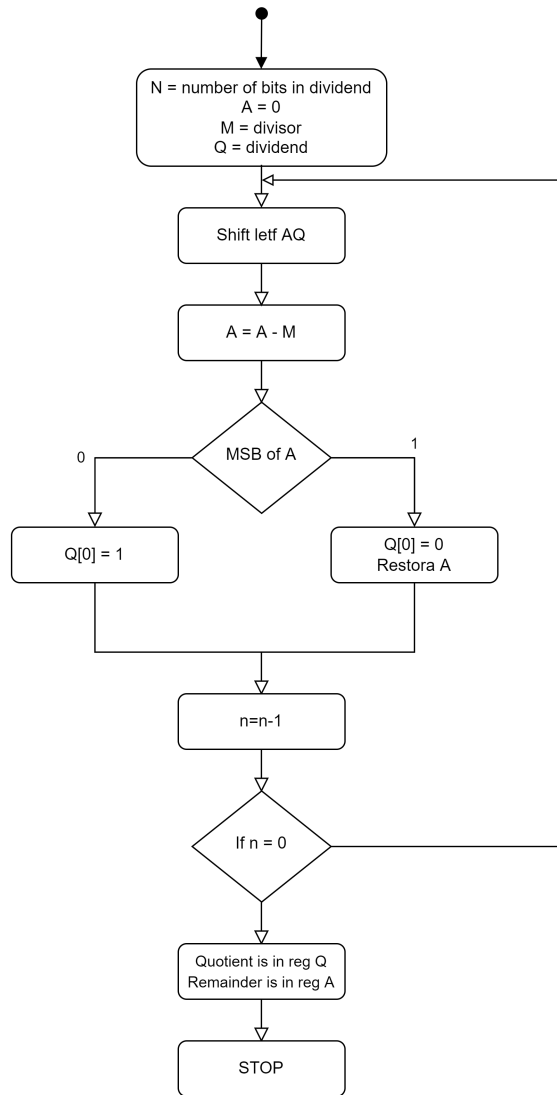 N = number of bits in dividend
A = 0
M = divisor
Q = dividend
Shift letf AQ
A = A - M
MSB of A
0
1
Q[0] = 1
Q[0] = 0
Restora A
n=n-1
If n = 0
Quotient is in reg Q
Remainder is in reg A
STOP